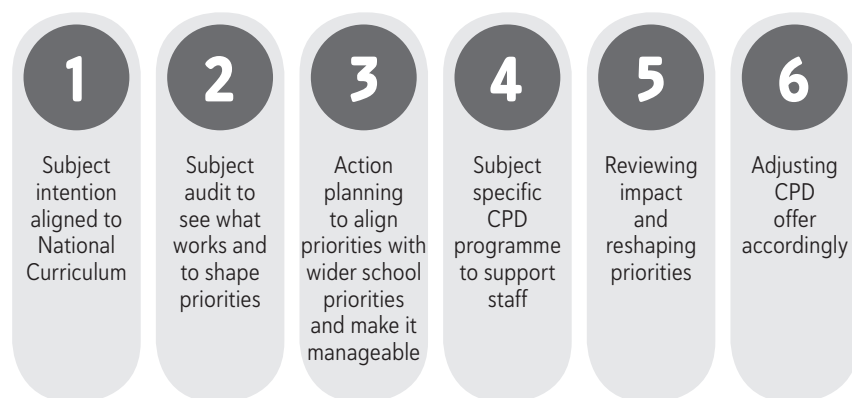 1
Subject
intention
aligned to
National
Curriculum
2
Subject
audit to
see what
works and
to shape
priorities
3
Action
planning
to align
priorities with
wider school
priorities
and make it
manageable
4
Subject
specific
CPD
programme
to support
staff
5
Reviewing
impact
and
reshaping
priorities
6
Adjusting
CPD
offer
accordingly